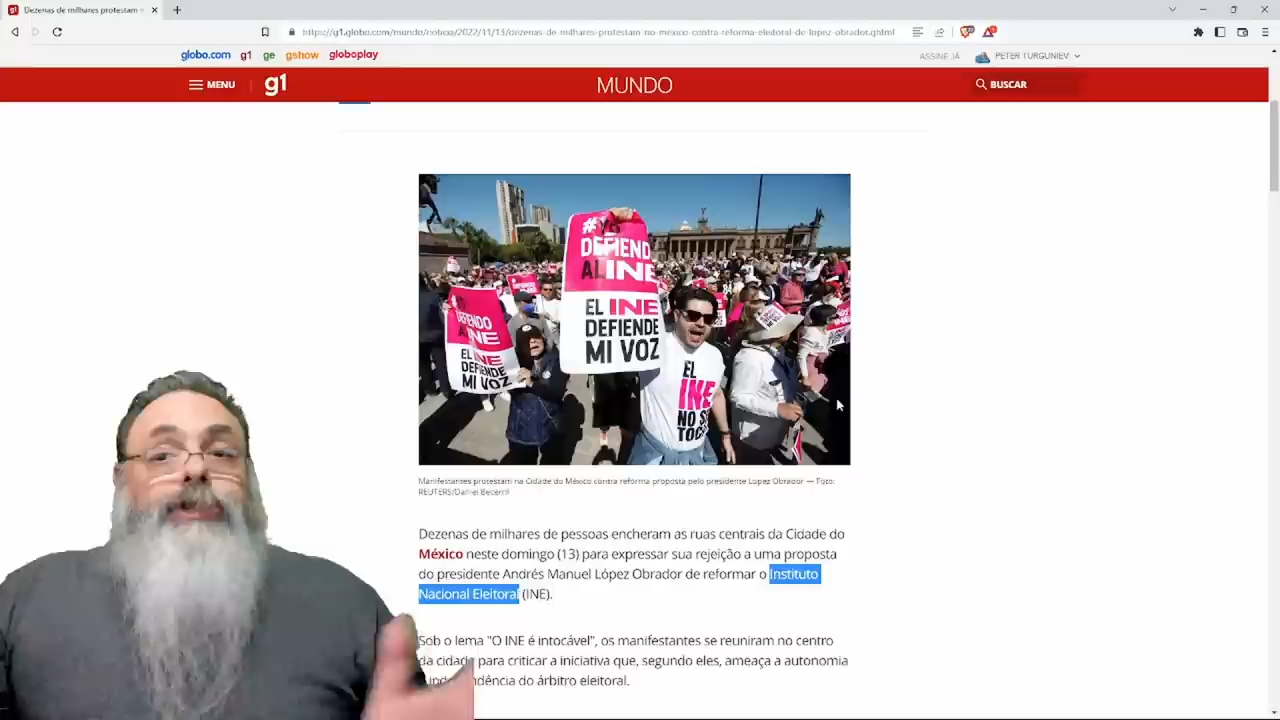 Dezenas de milhares protestam n
https://g1.globo.com/mundo/noticia/2022/11/13/dezenas-de-milhares-protestam-no-mexico-contra-reforma-eleitoral-de-lopez-obrador.ghtml
globo.com g1 ge gshow globoplay
ASSINE JÁ
PETER TURGUNIEV
MENU
g1
MUNDO
BUSCAR
#YO
DEFIENDO
AL INE
EL INE
DEFIENDE
MI VOZ
DEFIENDO
EL INE
DEFIENDE
MI VOZ
EL
INE
NO SE
TOCA
Manifestantes protestam na Cidade do México contra reforma proposta pelo presidente Lopez Obrador — Foto:
REUTERS/Daniel Becerril
Dezenas de milhares de pessoas encheram as ruas centrais da Cidade do
México neste domingo (13) para expressar sua rejeição a uma proposta
do presidente Andrés Manuel López Obrador de reformar o Instituto
Nacional Eleitoral (INE).
Sob o lema "O INE é intocável", os manifestantes se reuniram no centro
da cidade para criticar a iniciativa que, segundo eles, ameaça a autonomia
e independência do árbitro eleitoral.